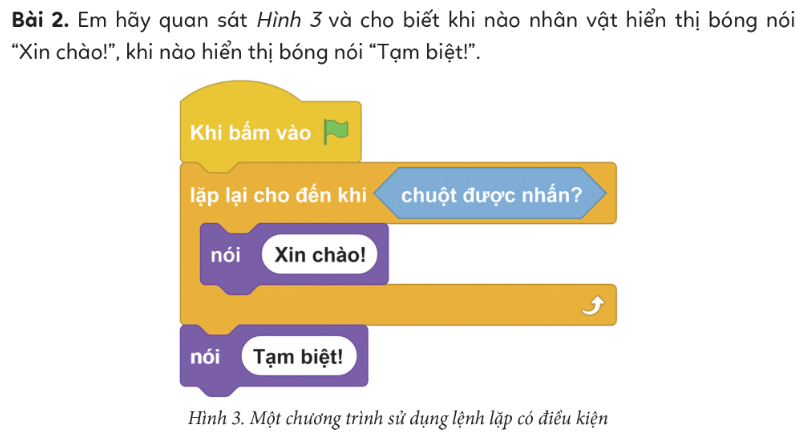 Bài 2. Em hãy quan sát Hình 3 và cho biết khi nào nhân vật hiển thị bóng nói
“Xin chào!”, khi nào hiển thị bóng nói “Tạm biệt!”.
Khi bấm vào
lặp lại cho đến khi chuột được nhấn?
nói Xin chào!
nói Tạm biệt!
Hình 3. Một chương trình sử dụng lệnh lặp có điều kiện